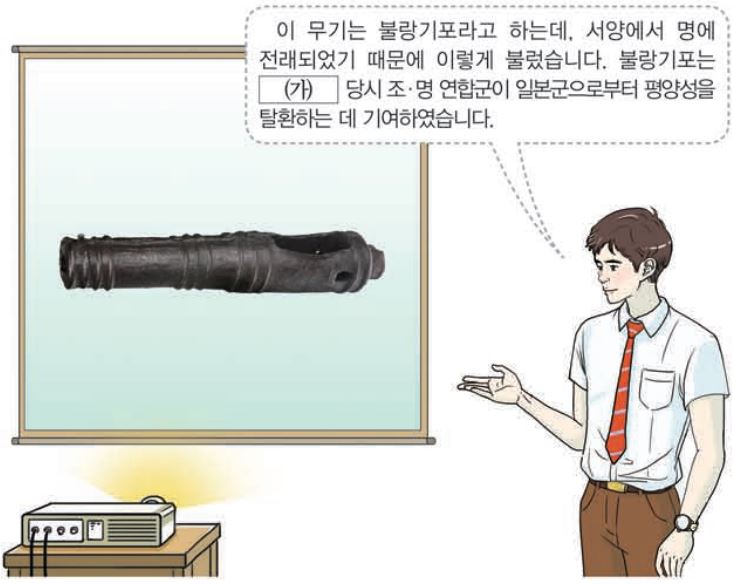 이 무기는 불랑기포라고 하는데, 서양에서 명에
전래되었기 때문에 이렇게 불렀습니다. 불랑기포는
(가) 당시 조·명 연합군이 일본군으로부터 평양성을
탈환하는 데 기여하였습니다.